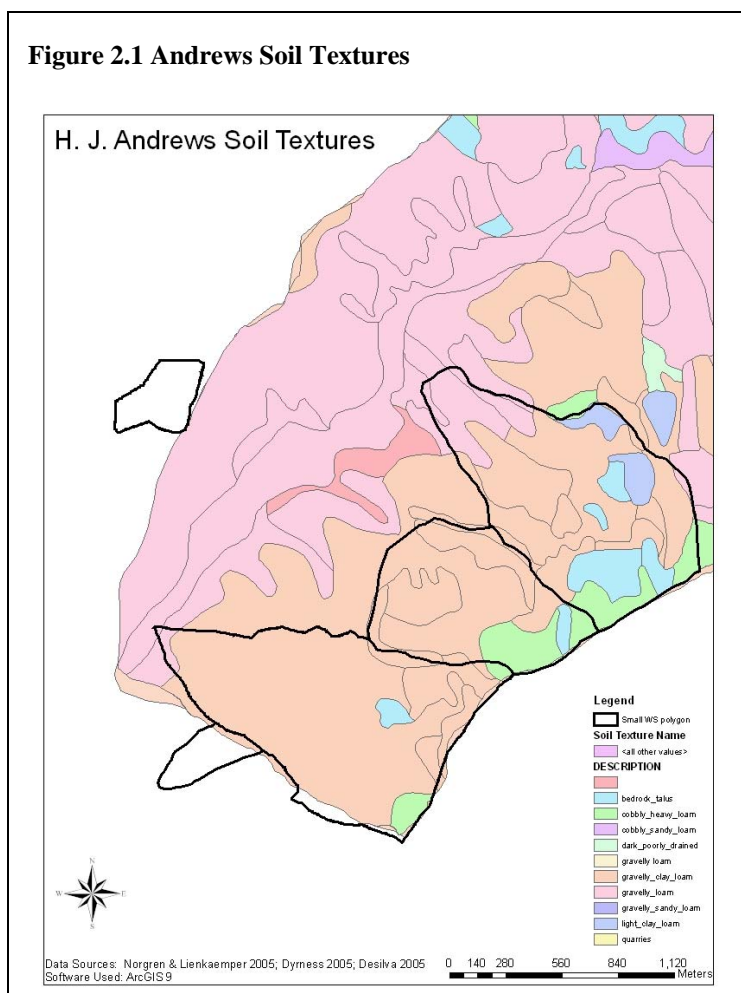 Figure 2.1 Andrews Soil Textures
H. J. Andrews Soil Textures
Legend
Small WS polygon
Soil Texture Name
<all other values>
DESCRIPTION
bedrock_talus
cobbly_heavy_loam
cobbly_sandy_loam
dark_poorly_drained
gravelly loam
gravelly_clay_loam
gravelly_loam
gravelly_sandy_loam
light_clay_loam
quarries
N
W E
S
Data Sources: Norgren & Lienkaemper 2005; Dyrness 2005; Desilva 2005
Software Used: ArcGIS 9
0 140 280 560 840 1,120
Meters